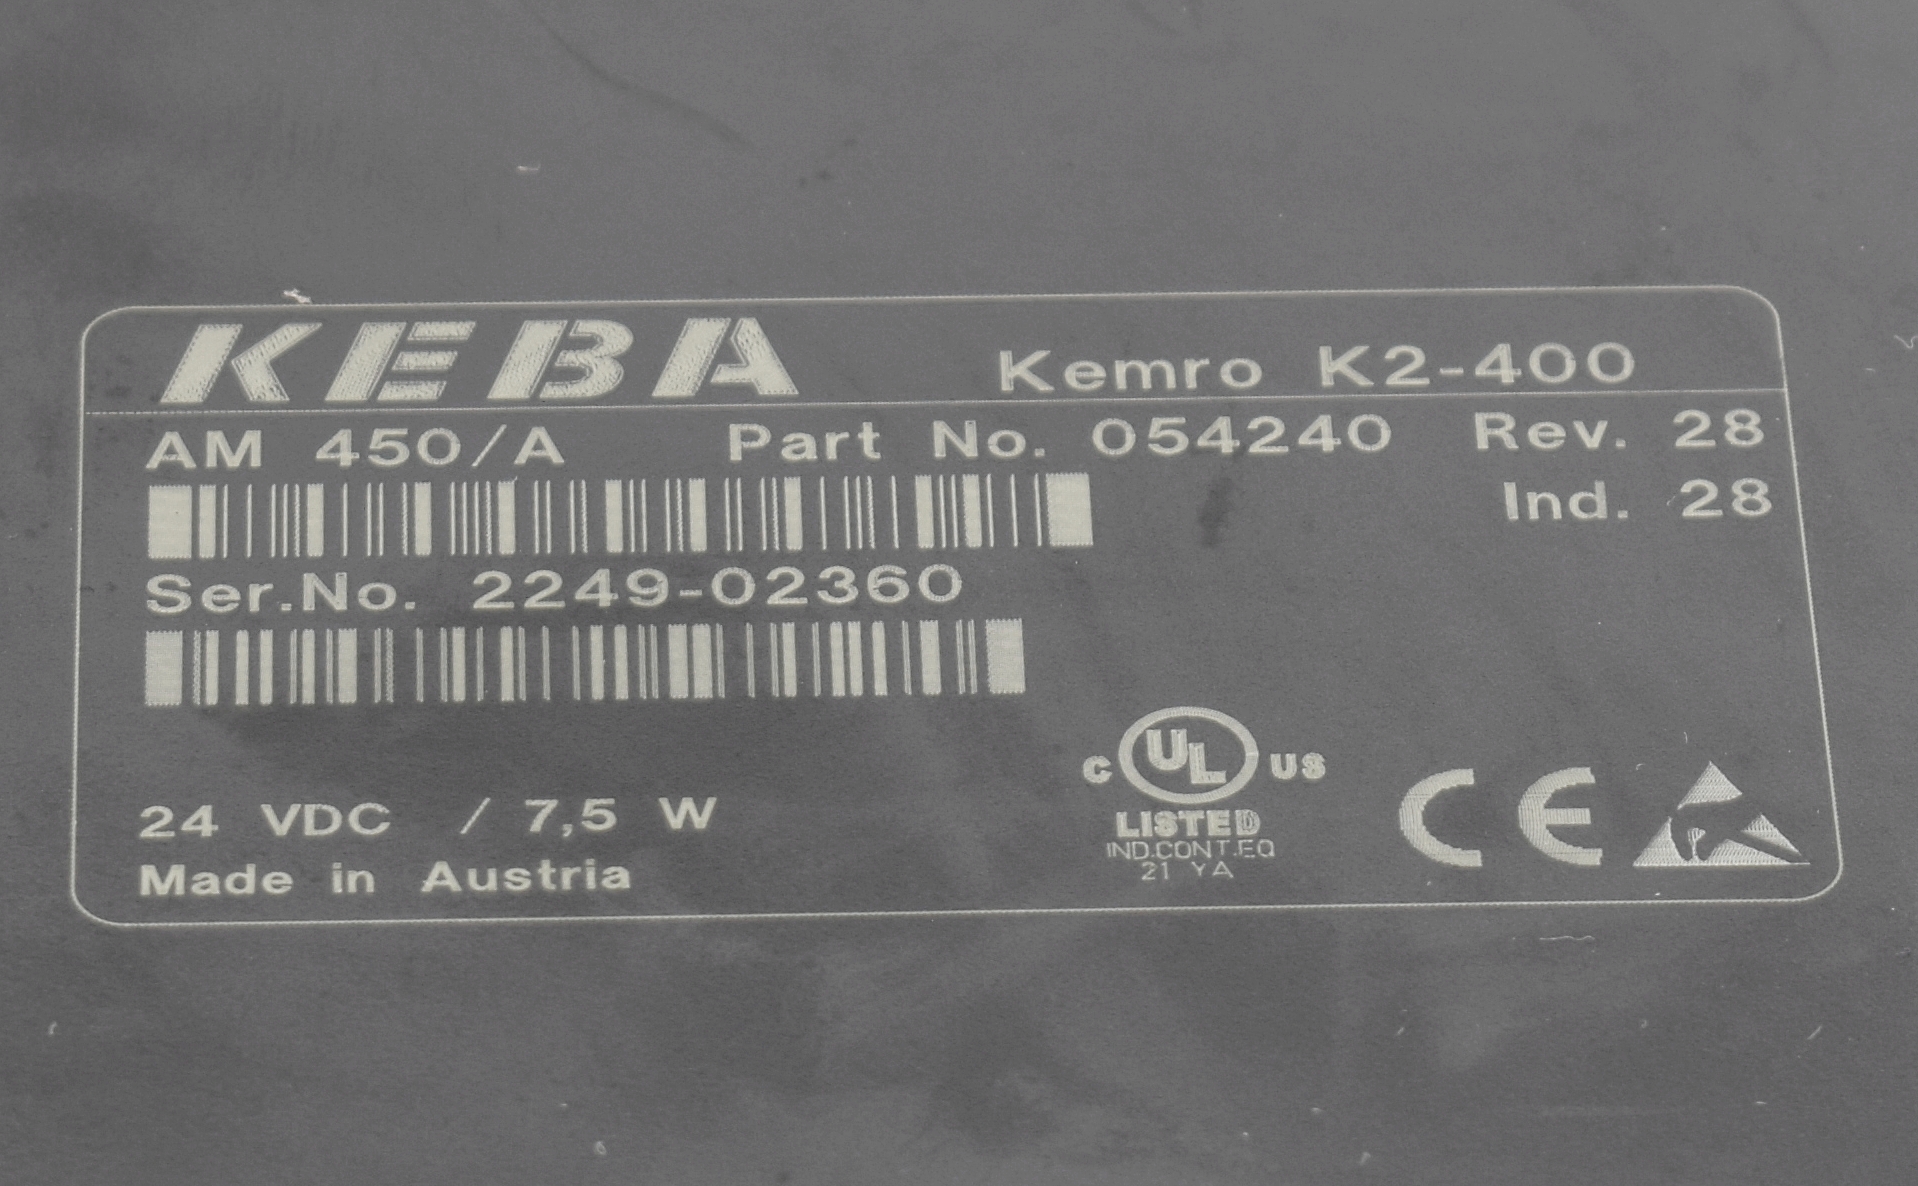 KEBA Kemro K2-400
AM 450/A Part No. 054240 Rev. 28
Ind. 28
Ser.No. 2249-02360
C UL US
LISTED
IND.CONT.EQ
21 YA
CE
24 VDC / 7,5 W
Made in Austria